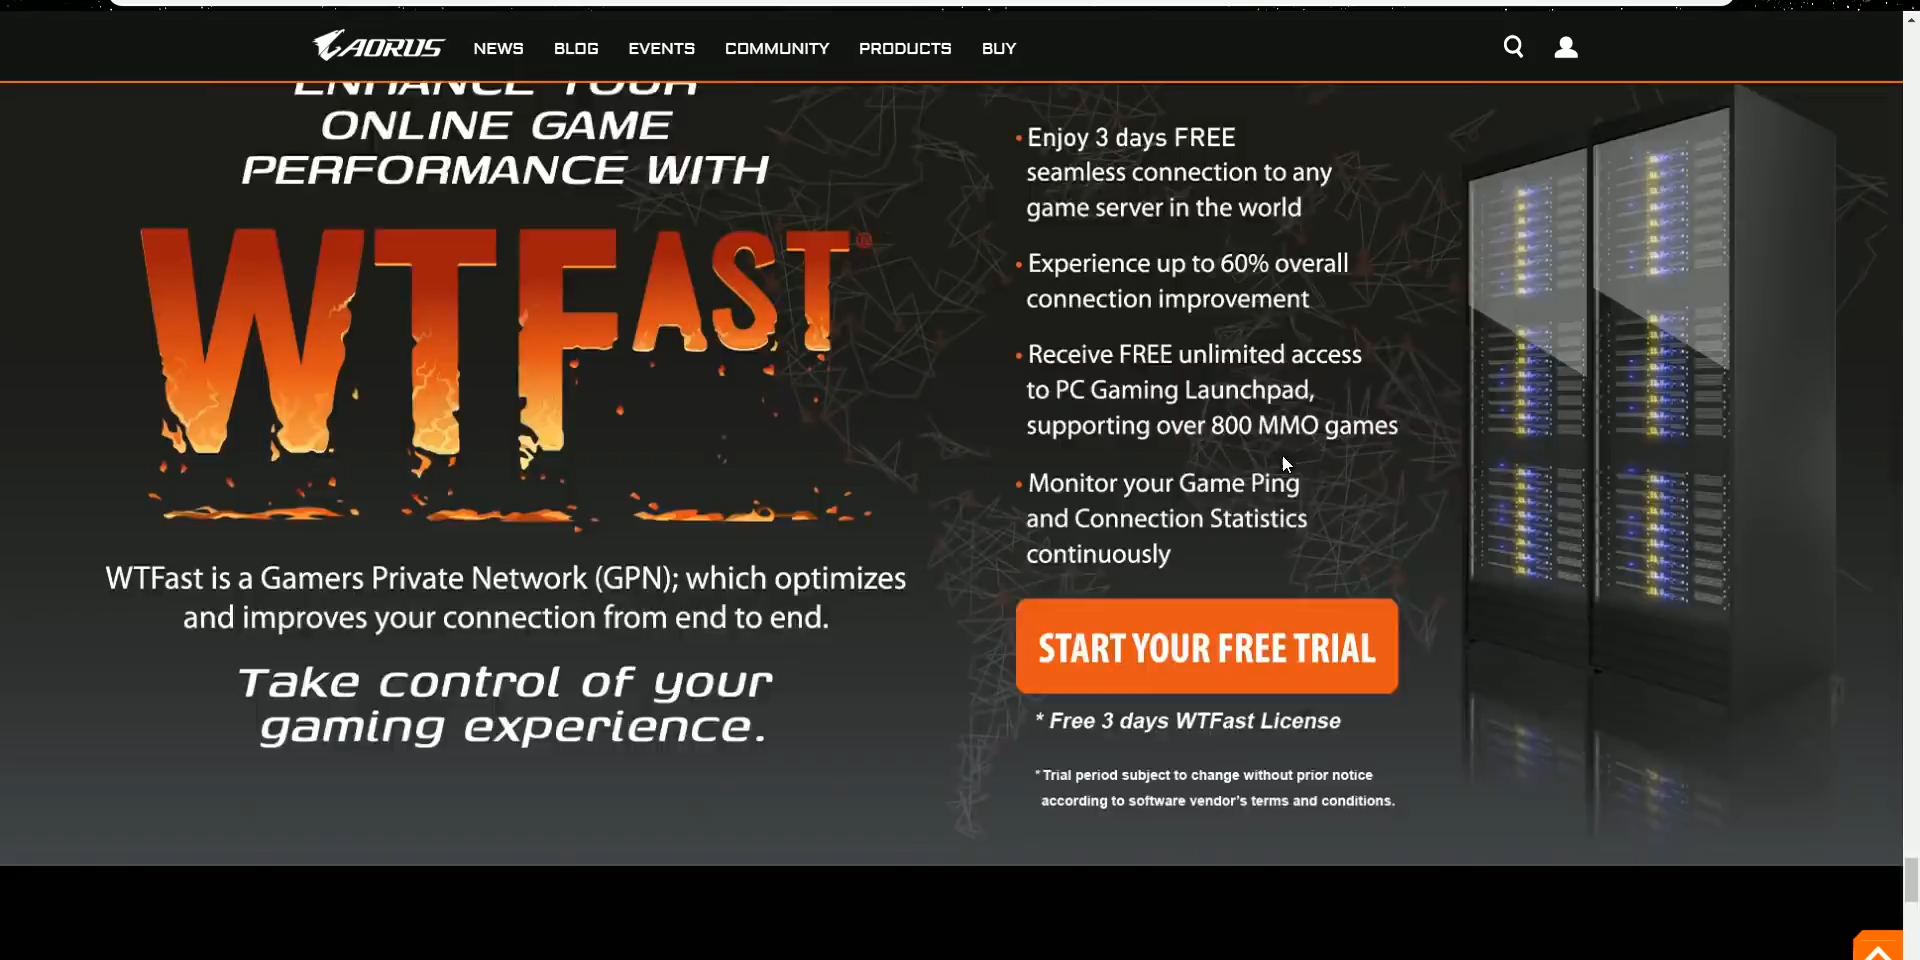 AORUS NEWS BLOG EVENTS COMMUNITY PRODUCTS BUY
ENHANCE YOUR
ONLINE GAME
PERFORMANCE WITH
WTFAST®
WTFast is a Gamers Private Network (GPN); which optimizes
and improves your connection from end to end.
Take control of your
gaming experience.
• Enjoy 3 days FREE
seamless connection to any
game server in the world
• Experience up to 60% overall
connection improvement
• Receive FREE unlimited access
to PC Gaming Launchpad,
supporting over 800 MMO games
• Monitor your Game Ping
and Connection Statistics
continuously
START YOUR FREE TRIAL
* Free 3 days WTFast License
* Trial period subject to change without prior notice
according to software vendor's terms and conditions.